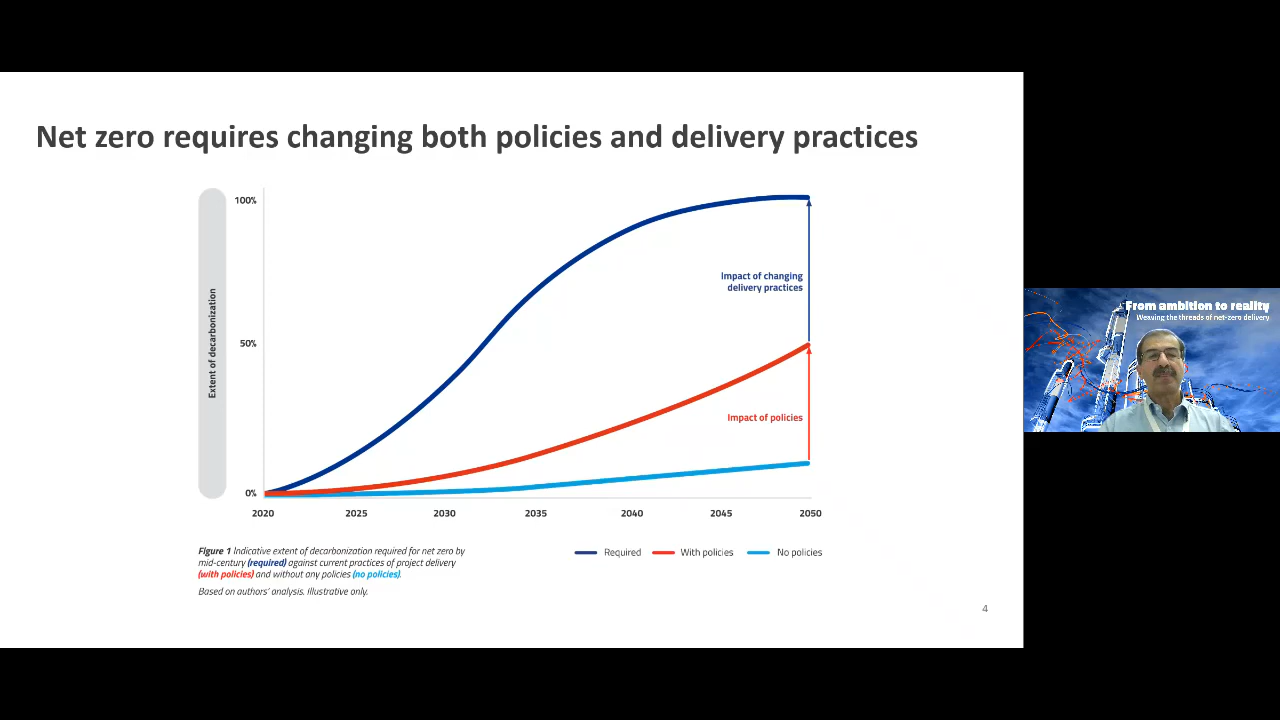 Net zero requires changing both policies and delivery practices
Extent of decarbonization
100%
50%
0%
Impact of changing
delivery practices
Impact of policies
2020 2025 2030 2035 2040 2045 2050
Figure 1 Indicative extent of decarbonization required for net zero by
mid-century (required) against current practices of project delivery
(with policies) and without any policies (no policies).
Based on authors' analysis. Illustrative only.
Required With policies No policies
4
From ambition to reality
Weaving the threads of net-zero delivery